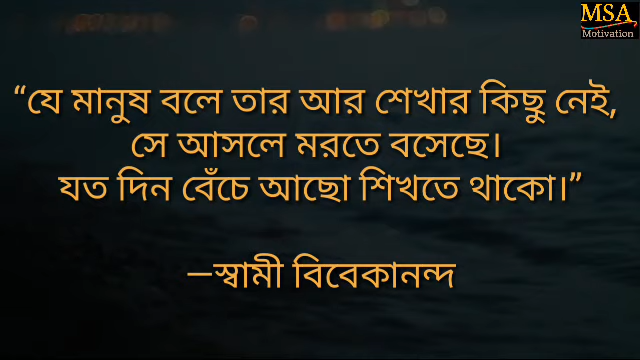 MSA
Motivation
“যে মানুষ বলে তার আর শেখার কিছু নেই,
সে আসলে মরতে বসেছে।
যত দিন বেঁচে আছো শিখতে থাকো।”
—স্বামী বিবেকানন্দ